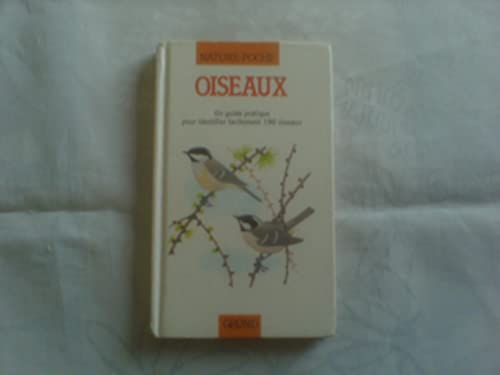 NATURE-POCHE
OISEAUX
Un guide pratique
pour identifier facilement 190 oiseaux
GRÜND